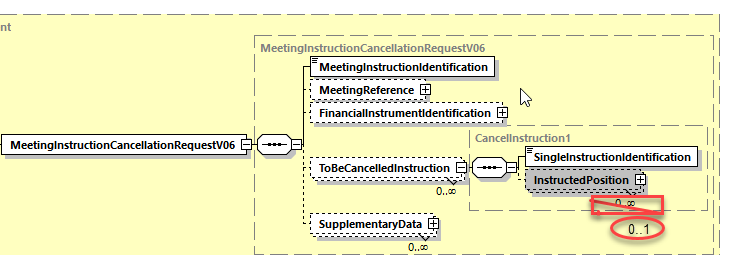 nt
MeetingInstructionCancellationRequestV06
MeetingInstructionIdentification
MeetingReference
FinancialInstrumentIdentification
CancelInstruction1
MeetingInstructionCancellationRequestV06
ToBeCancelledInstruction
0..∞
SingleInstructionIdentification
InstructedPosition
0..∞
0..1
SupplementaryData
0..∞